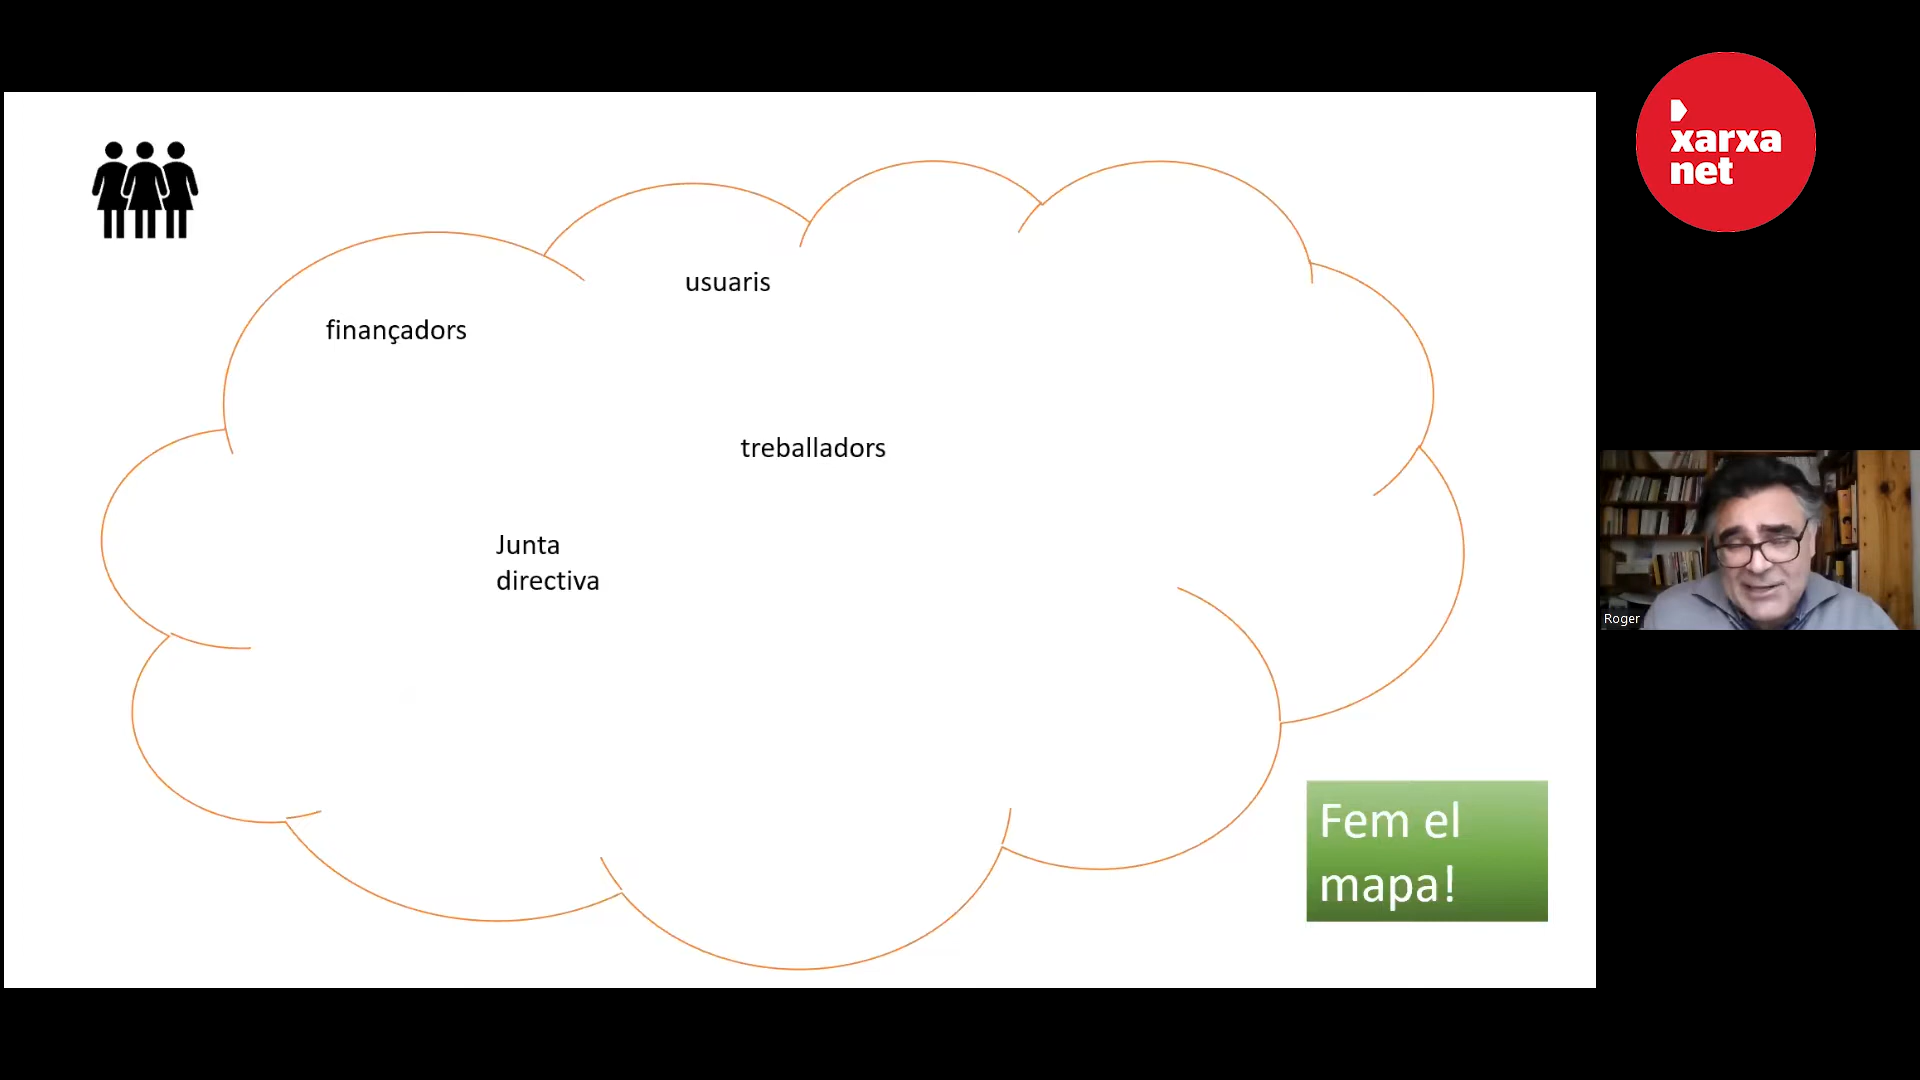 usuaris
finançadors
treballadors
Junta
directiva
Fem el
mapa!
xarxa
net
Roger